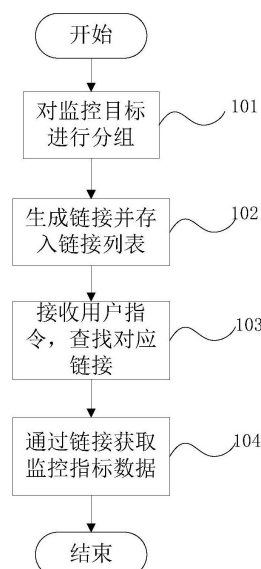 开始
对监控目标
进行分组
101
生成链接并存
入链接列表
102
接收用户指
令，查找对应
链接
103
通过链接获取
监控指标数据
104
结束